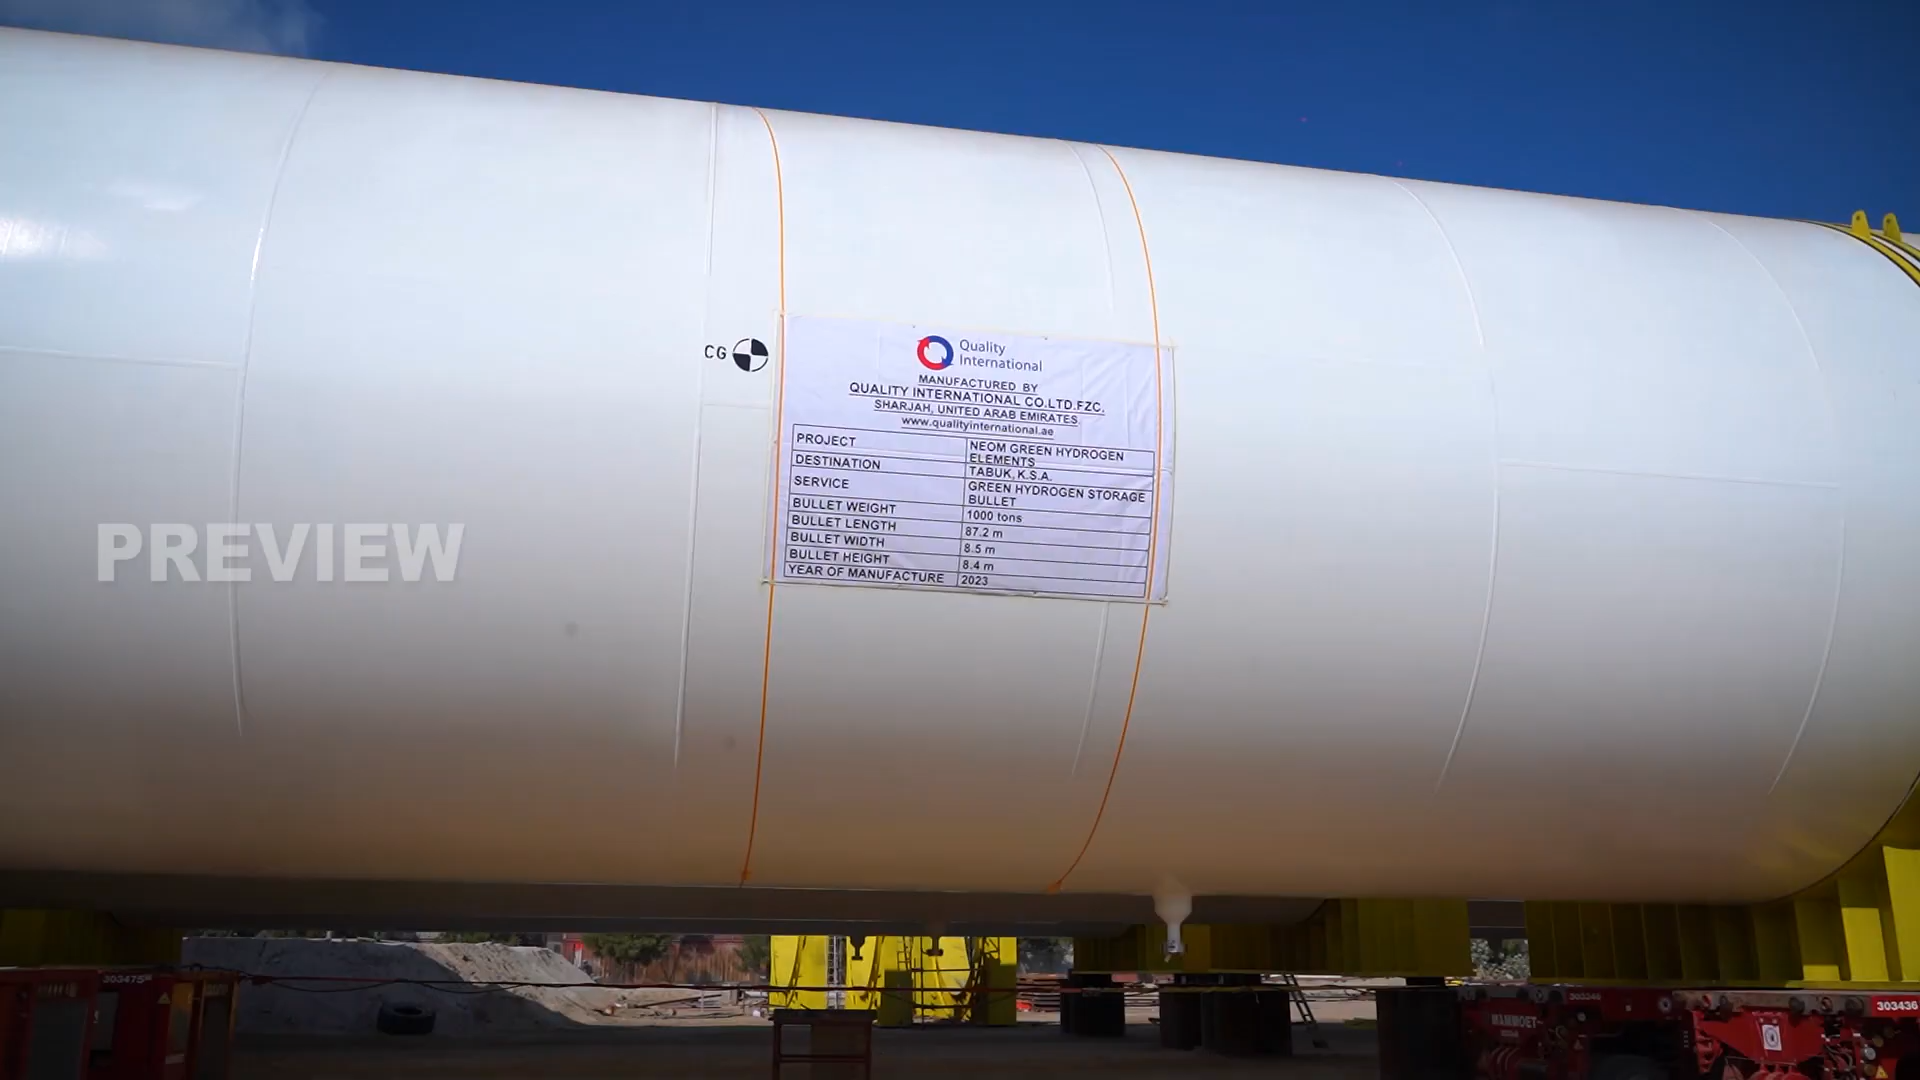 CG
Quality
International
MANUFACTURED BY
QUALITY INTERNATIONAL CO.LTD.FZC.
SHARJAH, UNITED ARAB EMIRATES.
www.qualityinternational.ae
PROJECT NEOM GREEN HYDROGEN
ELEMENTS
DESTINATION TABUK, K.S.A.
SERVICE GREEN HYDROGEN STORAGE
BULLET
BULLET WEIGHT 1000 tons
BULLET LENGTH 87.2 m
BULLET WIDTH 8.5 m
BULLET HEIGHT 8.4 m
YEAR OF MANUFACTURE 2023
PREVIEW
303475
MAMMOET
303436